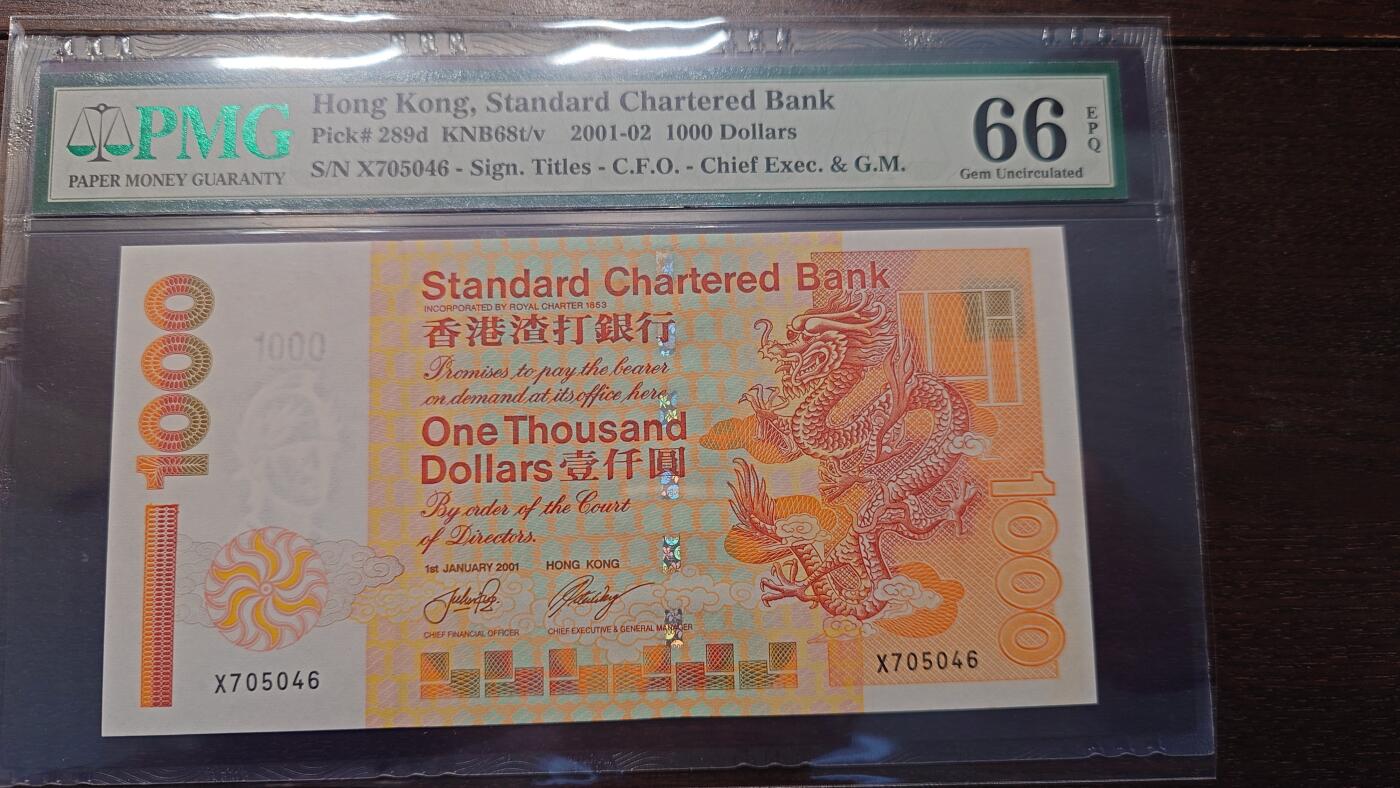 PMG
PAPER MONEY GUARANTY
Hong Kong, Standard Chartered Bank
Pick# 289d KNB68t/v 2001-02 1000 Dollars
S/N X705046 - Sign. Titles - C.F.O. - Chief Exec. & G.M.
66
EPQ
Gem Uncirculated
1000
1000
Standard Chartered Bank
INCORPORATED BY ROYAL CHARTER 1853
香港渣打銀行
Promises to pay the bearer
on demand at its office here
One Thousand
Dollars 壹仟圓
By order of the Court
of Directors.
1st JANUARY 2001 HONG KONG
CHIEF FINANCIAL OFFICER CHIEF EXECUTIVE & GENERAL MANAGER
X705046
X705046
1000